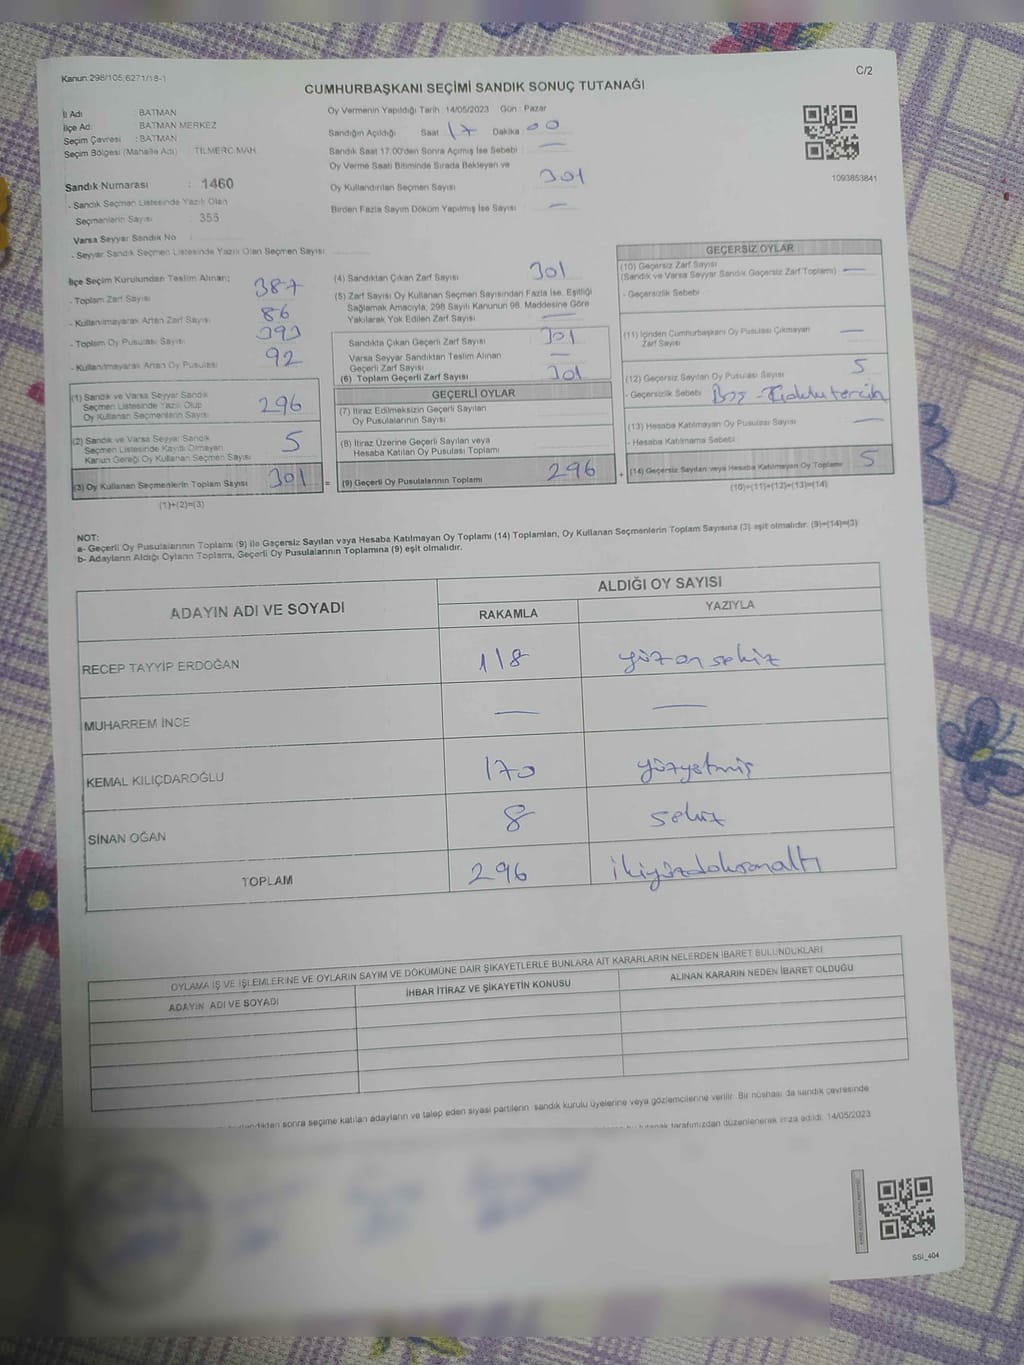 Kanun:298/105,6271/18-1
C/2
CUMHURBAŞKANI SEÇİMİ SANDIK SONUÇ TUTANAĞI
İl Adı : BATMAN
İlçe Adı : BATMAN MERKEZ
Seçim Çevresi : BATMAN
Seçim Bölgesi (Mahalle Adı) : TILMERC MAH.
Sandık Numarası : 1460
- Sandık Seçmen Listesinde Yazılı Olan
Seçmenlerin Sayısı : 355
Varsa Seyyar Sandık No :
- Seyyar Sandık Seçmen Listesinde Yazılı Olan Seçmen Sayısı:
Oy Vermenin Yapıldığı Tarih : 14/05/2023 Gün : Pazar
Sandığın Açıldığı Saat 17 Dakika 00
Sandık Saat 17:00'den Sonra Açılmış İse Sebebi —
Oy Verme Saati Bitiminde Sırada Bekleyen ve
Oy Kullandırılan Seçmen Sayısı 301
Birden Fazla Sayım Döküm Yapılmış İse Sayısı —
1093853841
İlçe Seçim Kurulundan Teslim Alınan;
- Toplam Zarf Sayısı 387
- Kullanılmayarak Artan Zarf Sayısı 86
- Toplam Oy Pusulası Sayısı 393
- Kullanılmayarak Artan Oy Pusulası 92
(1) Sandık ve Varsa Seyyar Sandık
Seçmen Listesinde Yazılı Olup
Oy Kullanan Seçmenlerin Sayısı 296
(2) Sandık ve Varsa Seyyar Sandık
Seçmen Listesinde Kaydı Olmayan
Kanun Gereği Oy Kullanan Seçmen Sayısı 5
(3) Oy Kullanan Seçmenlerin Toplam Sayısı 301 =
(1)+(2)=(3)
(4) Sandıktan Çıkan Zarf Sayısı 301
(5) Zarf Sayısı Oy Kullanan Seçmen Sayısından Fazla İse, Eşitliği
Sağlamak Amacıyla, 298 Sayılı Kanunun 98. Maddesine Göre
Yakılarak Yok Edilen Zarf Sayısı —
Sandıkta Çıkan Geçerli Zarf Sayısı 301
Varsa Seyyar Sandıktan Teslim Alınan
Geçerli Zarf Sayısı —
(6) Toplam Geçerli Zarf Sayısı 301
GEÇERLİ OYLAR
(7) İtiraz Edilmeksizin Geçerli Sayılan
Oy Pusulasının Sayısı
(8) İtiraz Üzerine Geçerli Sayılan veya
Hesaba Katılan Oy Pusulası Toplamı
(9) Geçerli Oy Pusulalarının Toplamı 296 +
GEÇERSİZ OYLAR
(10) Geçersiz Zarf Sayısı
(Sandık ve Varsa Seyyar Sandık Geçersiz Zarf Toplamı) —
- Geçersizlik Sebebi
(11) İçinden Cumhurbaşkanı Oy Pusulası Çıkmayan
Zarf Sayısı —
(12) Geçersiz Sayılan Oy Pusulası Sayısı 5
- Geçersizlik Sebebi Boş -
(13) Hesaba Katılmayan Oy Pusulası Sayısı —
- Hesaba Katılmama Sebebi
(14) Geçersiz Sayılan veya Hesaba Katılmayan Oy Toplamı 5
(10)+(11)+(12)+(13)=(14)
NOT:
a- Geçerli Oy Pusulalarının Toplamı (9) ile Geçersiz Sayılan veya Hesaba Katılmayan Oy Toplamı (14) Toplamları, Oy Kullanan Seçmenlerin Toplam Sayısına (3) eşit olmalıdır. (9)+(14)=(3)
b- Adayların Aldığı Oyların Toplamı, Geçerli Oy Pusulalarının Toplamına (9) eşit olmalıdır.
ADAYIN ADI VE SOYADI
ALDIĞI OY SAYISI
RAKAMLA YAZIYLA
RECEP TAYYİP ERDOĞAN 118 yüzonsekiz
MUHARREM İNCE — —
KEMAL KILIÇDAROĞLU 170 yüzyetmiş
SİNAN OĞAN 8 sekiz
TOPLAM 296 ikiyüzdoksanaltı
OYLAMA İŞ VE İŞLEMLERİNE VE OYLARIN SAYIM VE DÖKÜMÜNE DAİR ŞİKAYETLERLE BUNLARA AİT KARARLARIN NELERDEN İBARET BULUNDUKLARI
ADAYIN ADI VE SOYADI İHBAR İTİRAZ VE ŞİKAYETİN KONUSU ALINAN KARARIN NEDEN İBARET OLDUĞU
sonra seçime katılan adayların ve talep eden siyasi partilerin sandık kurulu üyelerine veya gözlemcilerine verilir. Bir nüshası da sandık çevresinde
bu tutanak tarafımızdan düzenlenerek imza edildi. 14/05/2023
SSI_404